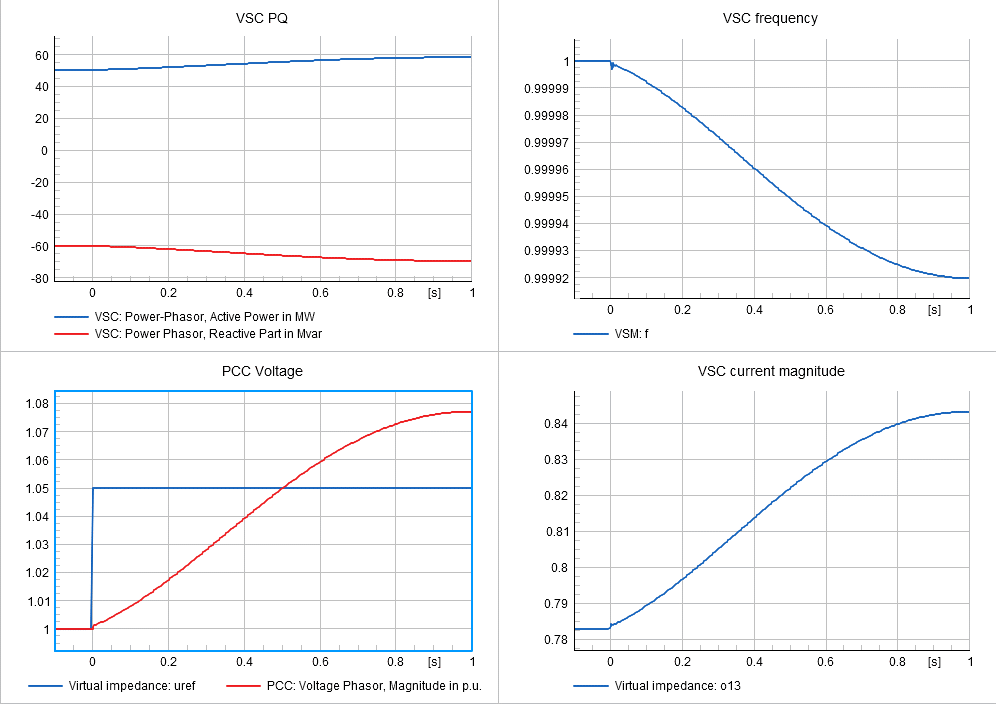 VSC PQ
60
40
20
0
-20
-40
-60
-80
0 0.2 0.4 0.6 0.8 [s] 1
VSC: Power-Phasor, Active Power in MW
VSC: Power Phasor, Reactive Part in Mvar
VSC frequency
1
0.99999
0.99998
0.99997
0.99996
0.99995
0.99994
0.99993
0.99992
0 0.2 0.4 0.6 0.8 [s] 1
VSM: f
PCC Voltage
1.08
1.07
1.06
1.05
1.04
1.03
1.02
1.01
1
0 0.2 0.4 0.6 0.8 [s] 1
Virtual impedance: uref PCC: Voltage Phasor, Magnitude in p.u.
VSC current magnitude
0.84
0.83
0.82
0.81
0.8
0.79
0.78
0 0.2 0.4 0.6 0.8 [s] 1
Virtual impedance: o13